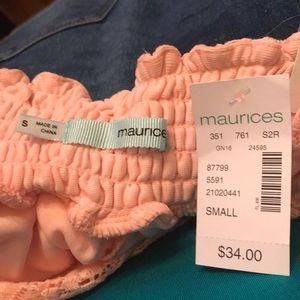 S
MADE IN
CHINA
maurices
maurices
351 761 S2R
GN16 24595
87799
5591
21020441
SMALL
$34.00